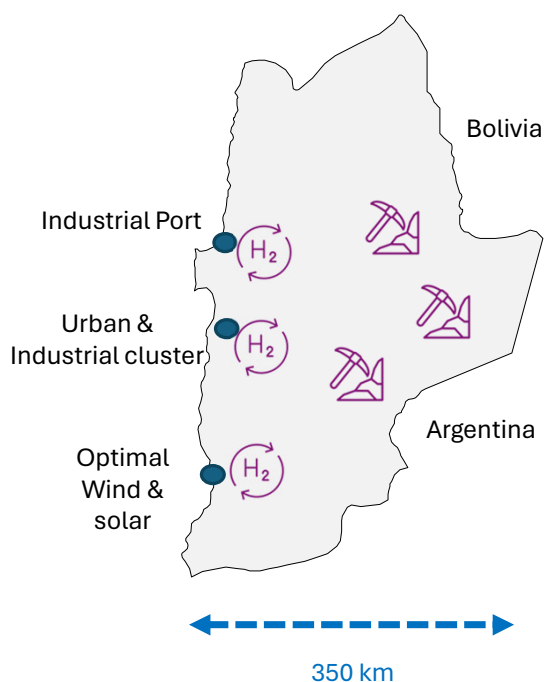 Bolivia
Industrial Port
H₂
Urban &
Industrial cluster
H₂
Argentina
Optimal
Wind &
solar
H₂
350 km